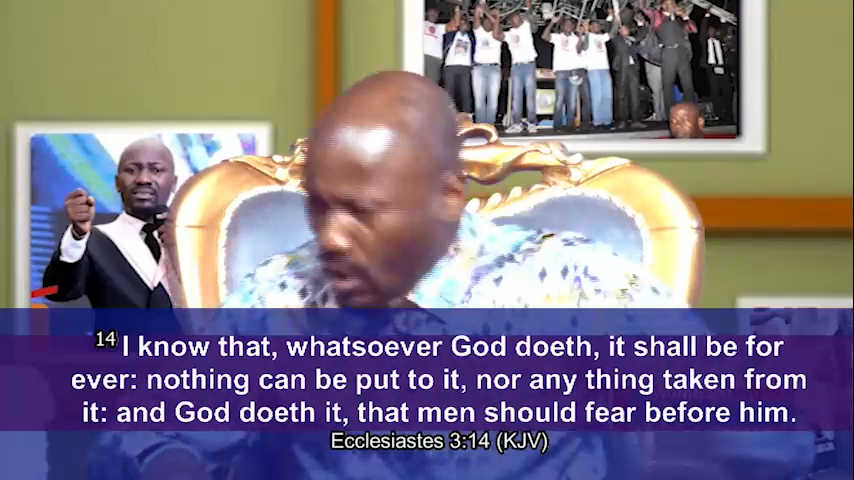 14 I know that, whatsoever God doeth, it shall be for
ever: nothing can be put to it, nor any thing taken from
it: and God doeth it, that men should fear before him.
Ecclesiastes 3:14 (KJV)